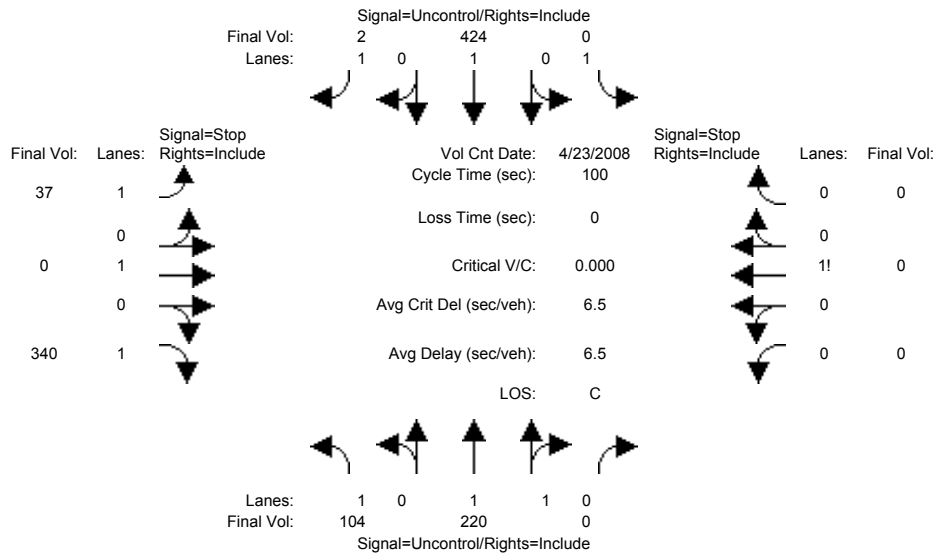 Signal=Uncontrol/Rights=Include
Final Vol: 2 424 0
Lanes: 1 0 1 0 1
Signal=Stop Signal=Stop
Final Vol: Lanes: Rights=Include Vol Cnt Date: 4/23/2008 Rights=Include Lanes: Final Vol:
Cycle Time (sec): 100
37 1 0 0
Loss Time (sec): 0
0 0
0 1 Critical V/C: 0.000 1! 0
0 Avg Crit Del (sec/veh): 6.5 0
340 1 Avg Delay (sec/veh): 6.5 0 0
LOS: C
Lanes: 1 0 1 1 0
Final Vol: 104 220 0
Signal=Uncontrol/Rights=Include